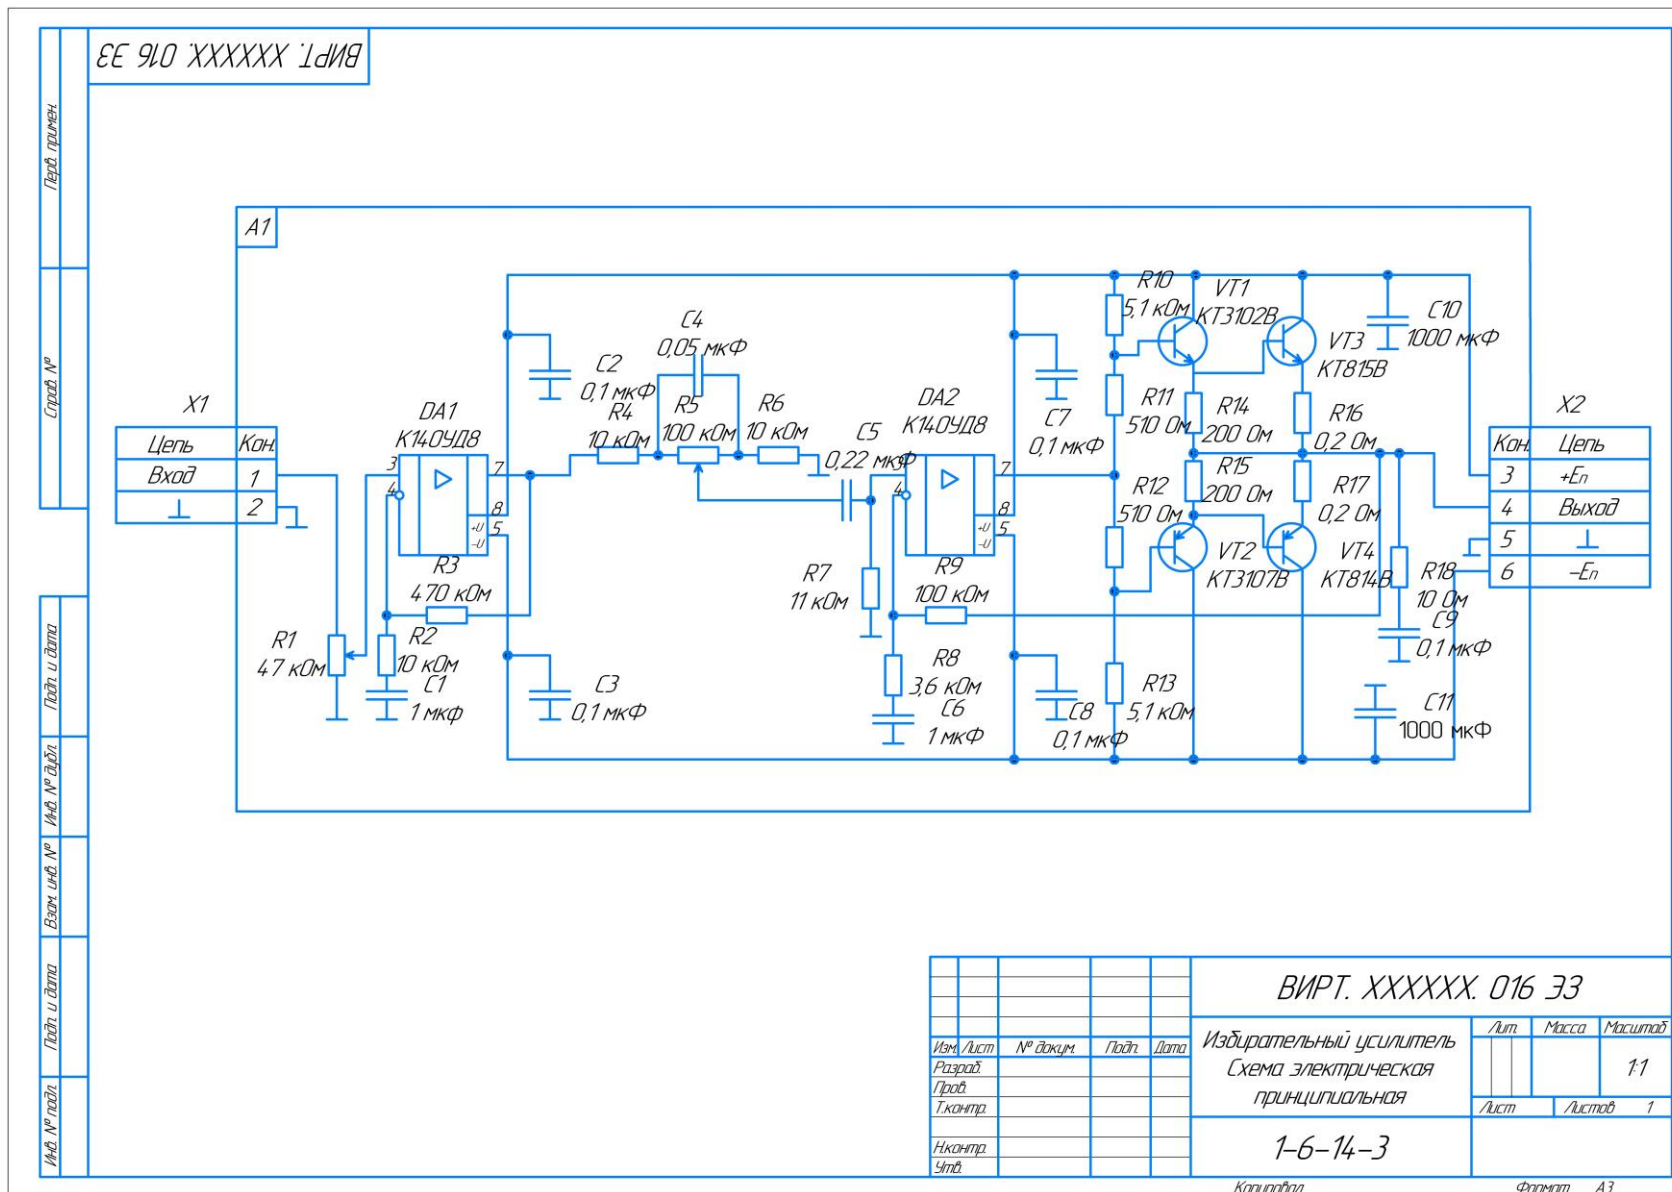 ВИРТ. XXXXXX. 016 ЭЗ
Перв. примен.
Справ. №
Подп. и дата
Инв. № дубл.
Взам. инв. №
Подп. и дата
Инв. № подл.
A1
X1
Цепь Кон.
Вход 1
⊥ 2
R1
47 кОм
DA1
К140УД8
3
4
7
8
5
+U
-U
R3
470 кОм
R2
10 кОм
C1
1 мкф
C2
0,1 мкФ
C3
0,1 мкФ
C4
0,05 мкФ
R4
10 кОм
R5
100 кОм
R6
10 кОм
C5
0,22 мкФ
R7
11 кОм
DA2
К140УД8
3
4
7
8
5
+U
-U
R9
100 кОм
R8
3,6 кОм
C6
1 мкФ
C7
0,1 мкФ
C8
0,1 мкФ
R10
5,1 кОм
R11
510 Ом
R12
510 Ом
R13
5,1 кОм
VT1
КТ3102В
VT3
КТ815В
R14
200 Ом
R15
200 Ом
R16
0,2 Ом
R17
0,2 Ом
VT2
КТ3107В
VT4
КТ814В
C10
1000 мкФ
R18
10 Ом
C9
0,1 мкФ
C11
1000 мкФ
X2
Кон. Цепь
3 +Еп
4 Выход
5 ⊥
6 -Еп
ВИРТ. XXXXXX. 016 ЭЗ
Изм. Лист № докум. Подп. Дата
Разраб.
Пров.
Т.контр.
Н.контр.
Утв.
Избирательный усилитель
Схема электрическая
принципиальная
Лит. Масса Масштаб
1:1
Лист Листов 1
1-6-14-3
Копировал Формат А3